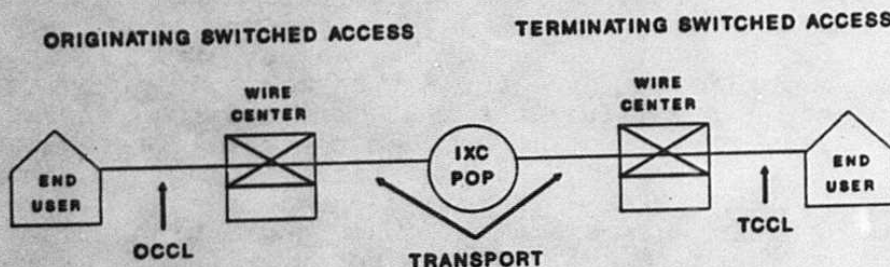 ORIGINATING SWITCHED ACCESS
TERMINATING SWITCHED ACCESS
WIRE
CENTER
WIRE
CENTER
END
USER
IXC
POP
END
USER
OCCL
TRANSPORT
TCCL